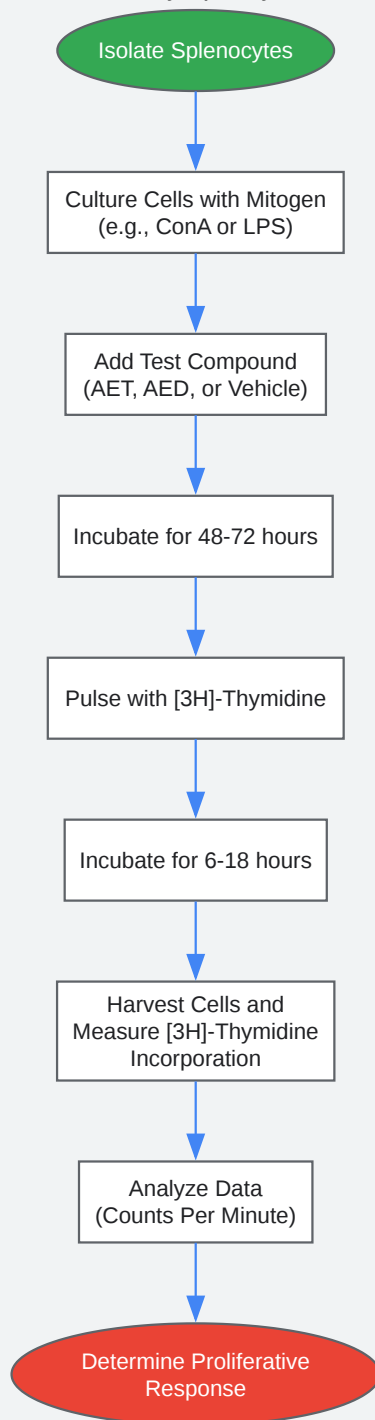 Isolate Splenocytes
Culture Cells with Mitogen
(e.g., ConA or LPS)
Add Test Compound
(AET, AED, or Vehicle)
Incubate for 48-72 hours
Pulse with [3H]-Thymidine
Incubate for 6-18 hours
Harvest Cells and
Measure [3H]-Thymidine
Incorporation
Analyze Data
(Counts Per Minute)
Determine Proliferative
Response